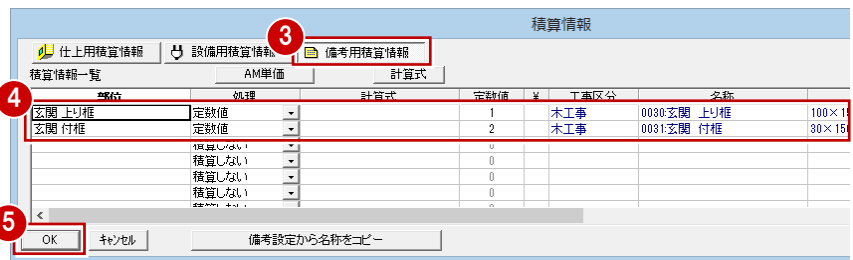 積算情報
3
仕上用積算情報 設備用積算情報 備考用積算情報
積算情報一覧 AM単価 計算式
4
部位 処理 計算式 定数値 ¥ 工事区分 名称
玄関 上り框 定数値 1 木工事 0030:玄関 上り框 100×15
玄関 付框 定数値 2 木工事 0031:玄関 付框 30×150
積算しない 0
積算しない 0
積算しない 0
5
OK キャンセル 備考設定から名称をコピー